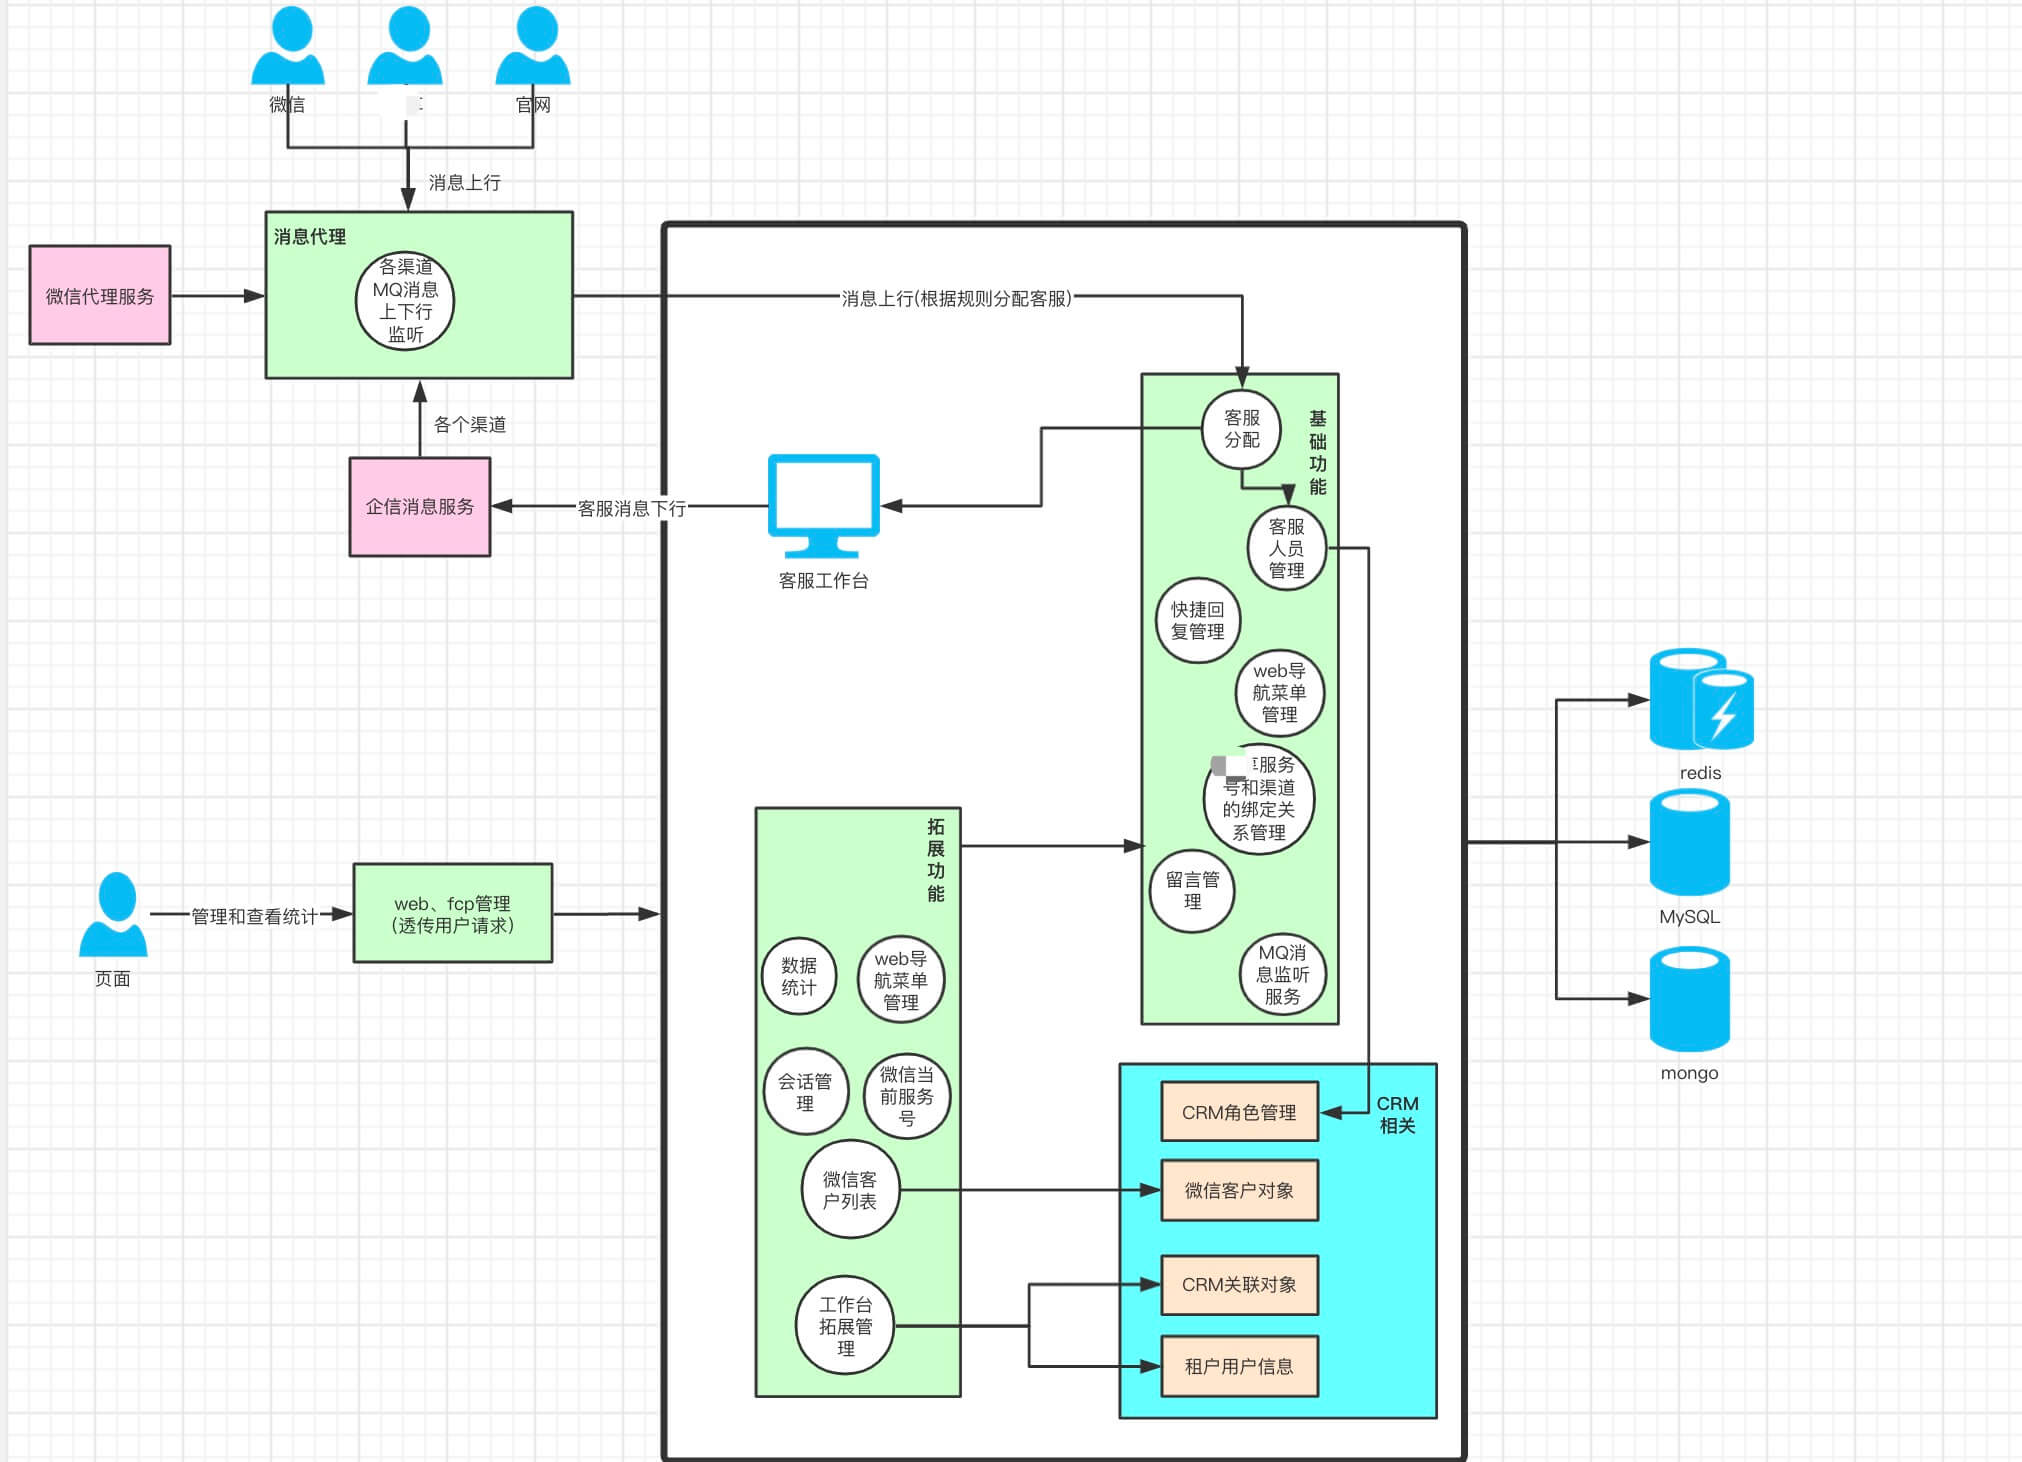 微信
官网
消息上行
消息代理
各渠道
MQ消息
上下行
监听
微信代理服务
消息上行(根据规则分配客服)
各个渠道
企信消息服务
客服消息下行
客服工作台
基
础
功
能
客服
分配
客服
人员
管理
快捷回
复管理
web导
航菜单
管理
享服务
号和渠道
的绑定关
系管理
留言管
理
MQ消
息监听
服务
页面
管理和查看统计
web、fcp管理
(透传用户请求)
拓
展
功
能
数据
统计
web导
航菜单
管理
会话管
理
微信当
前服务
号
微信客
户列表
工作台
拓展管
理
CRM
相关
CRM角色管理
微信客户对象
CRM关联对象
租户用户信息
redis
MySQL
mongo